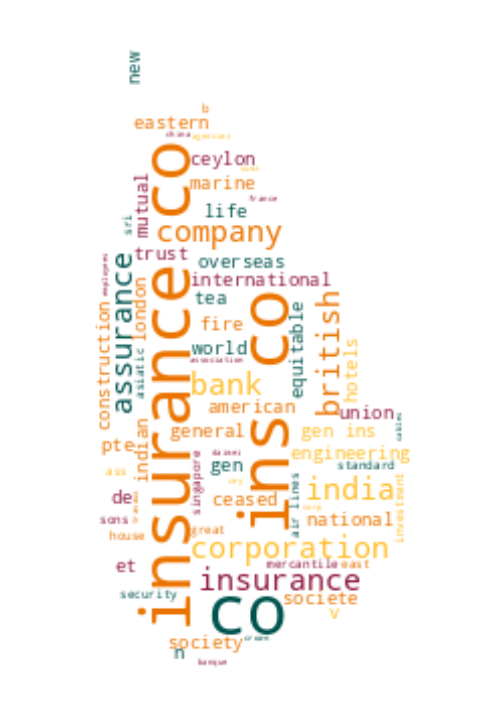 new
b
eastern
china
agencies
insurance co
ceylon
marine
france
mutual
life
sri
company
trust
overseas
employees
assurance
international
london
tea
ins co
british
construction
equitable
fire
world
asiatic
hotels
association
bank
american
union
cables
indian
general
gen ins
pte
engineering
dainei
gen
standard
ass
singapore
air lines
india
investment
de
ceased
sons
national
great
house
corporation
et
mercantile
east
insurance
security
co
societe
v
society
n
banque